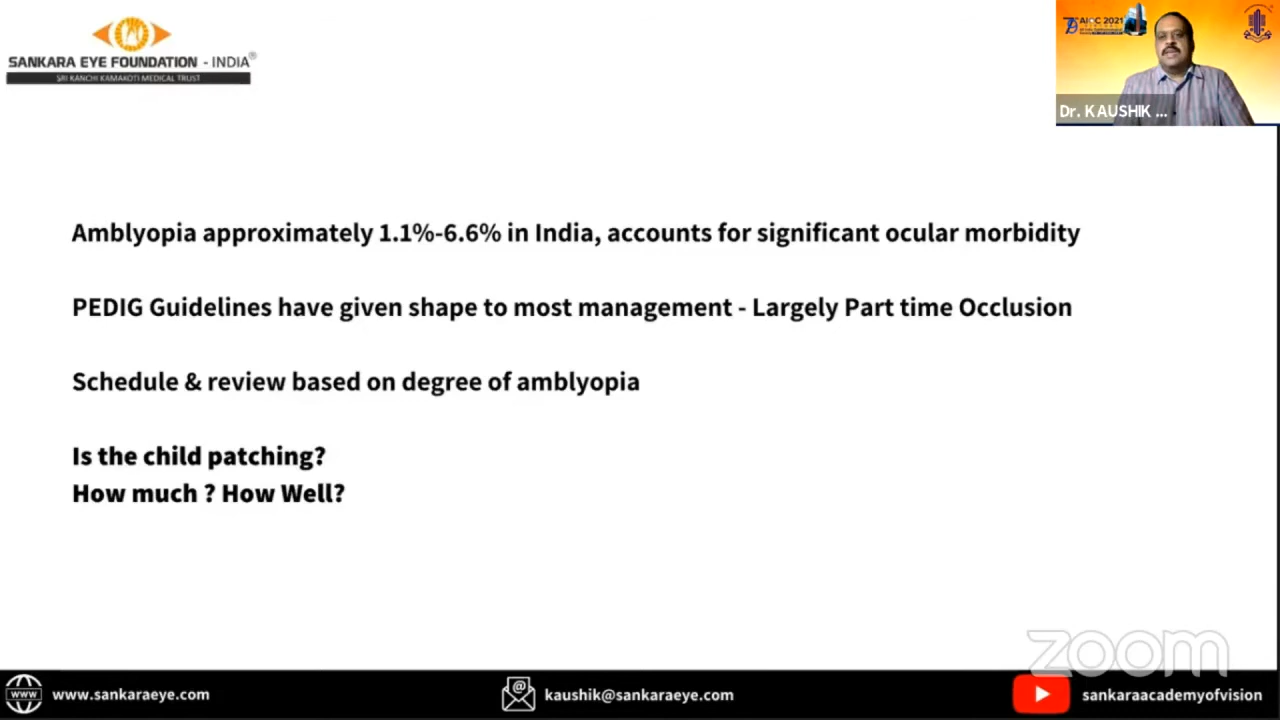 SANKARA EYE FOUNDATION - INDIA®
SRI KANCHI KAMAKOTI MEDICAL TRUST
AIOC 2021
Dr. KAUSHIK ...
Amblyopia approximately 1.1%-6.6% in India, accounts for significant ocular morbidity
PEDIG Guidelines have given shape to most management - Largely Part time Occlusion
Schedule & review based on degree of amblyopia
Is the child patching?
How much ? How Well?
zoom
www
www.sankaraeye.com
kaushik@sankaraeye.com
sankaraacademyofvision